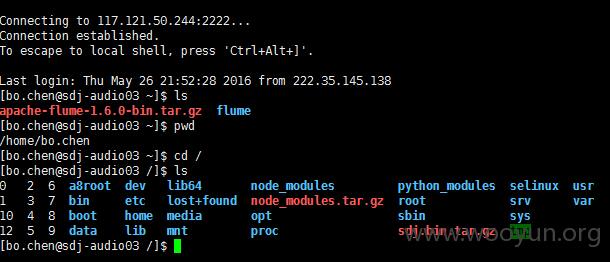 Connecting to 117.121.50.244:2222...
Connection established.
To escape to local shell, press 'Ctrl+Alt+]'.
Last login: Thu May 26 21:52:28 2016 from 222.35.145.138
[bo.chen@sdj-audio03 ~]$ ls
apache-flume-1.6.0-bin.tar.gz  flume
[bo.chen@sdj-audio03 ~]$ pwd
/home/bo.chen
[bo.chen@sdj-audio03 ~]$ cd /
[bo.chen@sdj-audio03 /]$ ls
0   2  6  a8root  dev   lib64       node_modules         python_modules  selinux  usr
1   3  7  bin     etc   lost+found  node_modules.tar.gz  root            srv      var
10  4  8  boot    home  media       opt                  sbin            sys
12  5  9  data    lib   mnt         proc                 sdj.bin.tar.gz  tmp
[bo.chen@sdj-audio03 /]$
www.wooyun.org